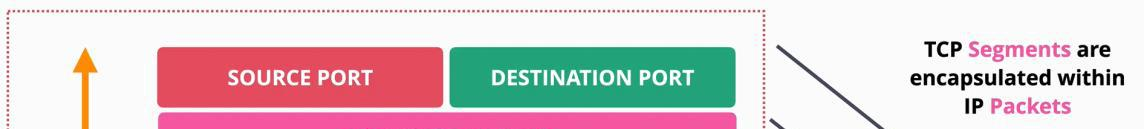 SOURCE PORT
DESTINATION PORT
TCP Segments are
encapsulated within
IP Packets